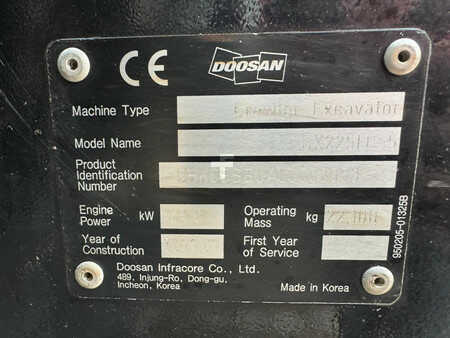 CE DOOSAN
Machine Type Crawler Excavator
Model Name
Product
Identification
Number
Engine Power kW Operating Mass kg
Year of Construction First Year of Service
Doosan Infracore Co., Ltd.
489, Injung-Ro, Dong-gu,
Incheon, Korea Made in Korea
950205-01325B